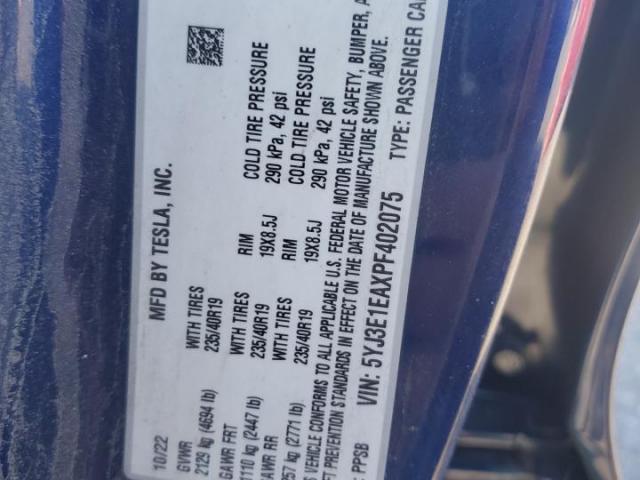 10/22 MFD BY TESLA, INC.
GVWR
2129 kg (4694 lb) WITH TIRES 235/40R19
GAWR FRT WITH TIRES RIM COLD TIRE PRESSURE
1110 kg (2447 lb) 235/40R19 19X8.5J 290 kPa, 42 psi
GAWR RR WITH TIRES RIM COLD TIRE PRESSURE
257 kg (2771 lb) 235/40R19 19X8.5J 290 kPa, 42 psi
VEHICLE CONFORMS TO ALL APPLICABLE U.S. FEDERAL MOTOR VEHICLE SAFETY, BUMPER,
FT PREVENTION STANDARDS IN EFFECT ON THE DATE OF MANUFACTURE SHOWN ABOVE.
PPSB VIN: 5YJ3E1EAXPF402075 TYPE: PASSENGER CAR